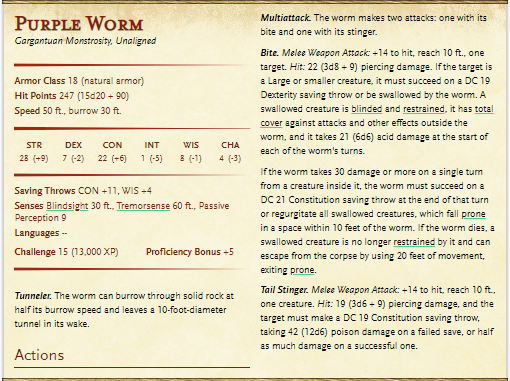 PURPLE WORM
Gargantuan Monstrosity, Unaligned
Armor Class 18 (natural armor)
Hit Points 247 (15d20 + 90)
Speed 50 ft., burrow 30 ft.
STR DEX CON INT WIS CHA
28 (+9) 7 (-2) 22 (+6) 1 (-5) 8 (-1) 4 (-3)
Saving Throws CON +11, WIS +4
Senses Blindsight 30 ft., Tremorsense 60 ft., Passive
Perception 9
Languages --
Challenge 15 (13,000 XP) Proficiency Bonus +5
Tunneler. The worm can burrow through solid rock at
half its burrow speed and leaves a 10-foot-diameter
tunnel in its wake.
Actions
Multiattack. The worm makes two attacks: one with its
bite and one with its stinger.
Bite. Melee Weapon Attack: +14 to hit, reach 10 ft., one
target. Hit: 22 (3d8 + 9) piercing damage. If the target is
a Large or smaller creature, it must succeed on a DC 19
Dexterity saving throw or be swallowed by the worm. A
swallowed creature is blinded and restrained, it has total
cover against attacks and other effects outside the
worm, and it takes 21 (6d6) acid damage at the start of
each of the worm's turns.
If the worm takes 30 damage or more on a single turn
from a creature inside it, the worm must succeed on a
DC 21 Constitution saving throw at the end of that turn
or regurgitate all swallowed creatures, which fall prone
in a space within 10 feet of the worm. If the worm dies, a
swallowed creature is no longer restrained by it and can
escape from the corpse by using 20 feet of movement,
exiting prone.
Tail Stinger. Melee Weapon Attack: +14 to hit, reach 10 ft.,
one creature. Hit: 19 (3d6 + 9) piercing damage, and the
target must make a DC 19 Constitution saving throw,
taking 42 (12d6) poison damage on a failed save, or half
as much damage on a successful one.